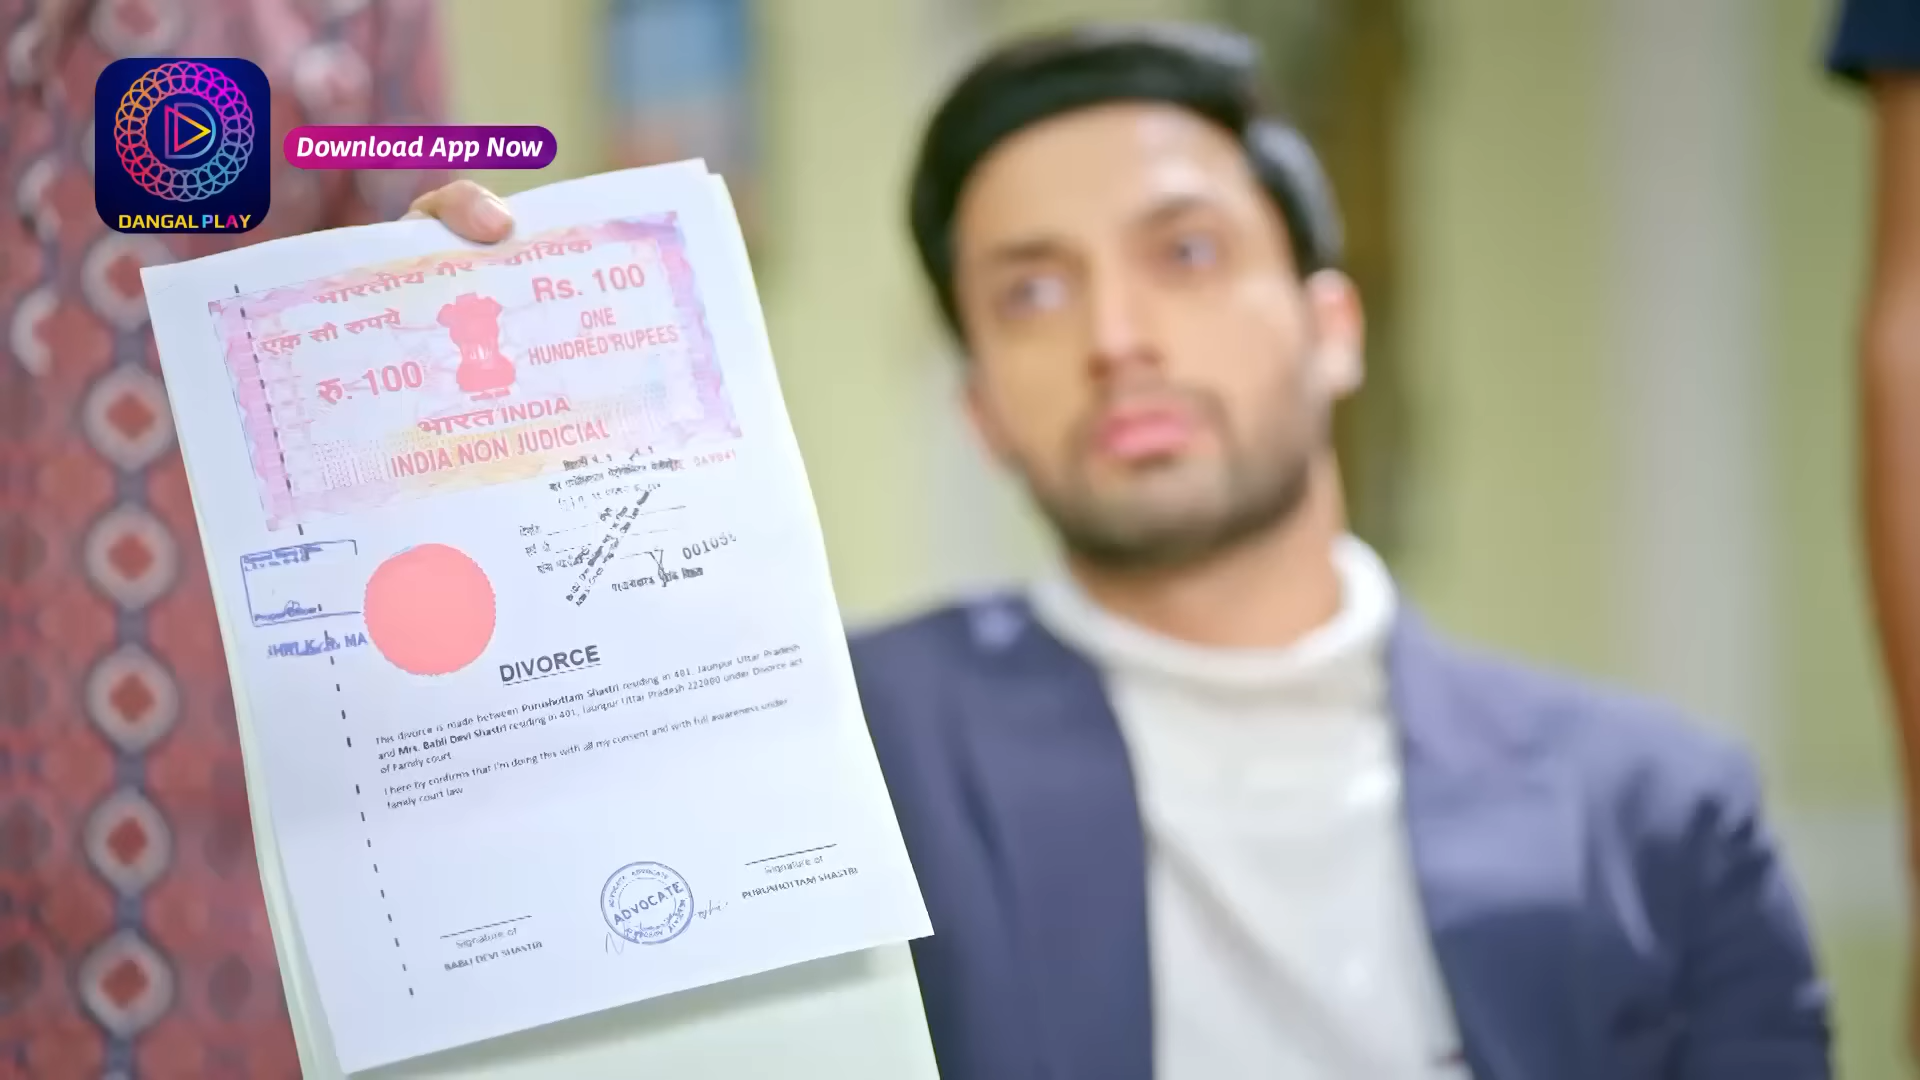 DANGAL PLAY
Download App Now
भारतीय गैर न्यायिक
एक सौ रुपये
Rs. 100
रु. 100
ONE
HUNDRED RUPEES
भारत INDIA
INDIA NON JUDICIAL
DIVORCE
This divorce is made between Purushottam Shastri residing in 401, Jaunpur Uttar Pradesh
and Mrs. Babli Devi Shastri residing in 401, Jaunpur Uttar Pradesh 222000 under Divorce act
of Family court
I here by confirms that I'm doing this with all my consent and with full awareness under
family court law
Signature of
PURUSHOTTAM SHASTRI
ADVOCATE
Signature of
BABLI DEVI SHASTRI